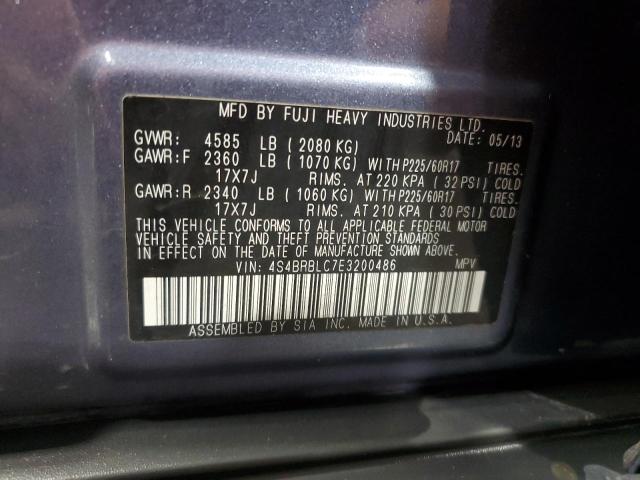 MFD BY FUJI HEAVY INDUSTRIES LTD.
GVWR: 4585 LB ( 2080 KG) DATE: 05/13
GAWR:F 2360 LB ( 1070 KG) WITH P225/60R17 TIRES.
17X7J RIMS. AT 220 KPA ( 32 PSI) COLD
GAWR:R 2340 LB ( 1060 KG) WITH P225/60R17 TIRES.
17X7J RIMS. AT 210 KPA ( 30 PSI) COLD
THIS VEHICLE CONFORMS TO ALL APPLICABLE FEDERAL MOTOR
VEHICLE SAFETY AND THEFT PREVENTION STANDARDS
IN EFFECT ON THE DATE OF MANUFACTURE SHOWN ABOVE.
VIN: 4S4BRBLC7E3200486 MPV
ASSEMBLED BY SIA INC. MADE IN U.S.A.